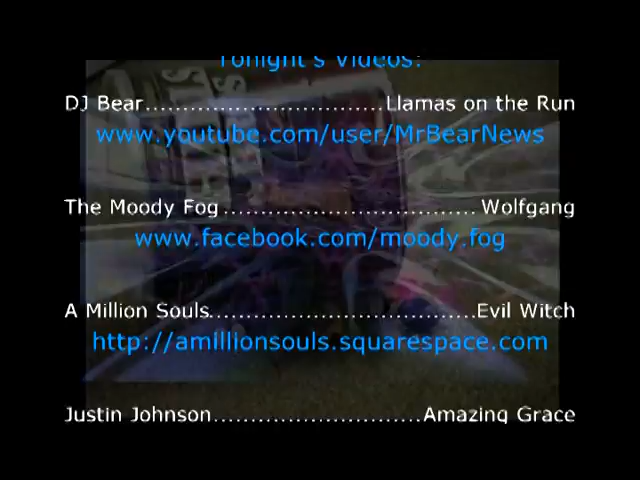 Tonight's Videos:
DJ Bear................................Llamas on the Run
www.youtube.com/user/MrBearNews
The Moody Fog.................................. Wolfgang
www.facebook.com/moody.fog
A Million Souls....................................Evil Witch
http://amillionsouls.squarespace.com
Justin Johnson............................Amazing Grace